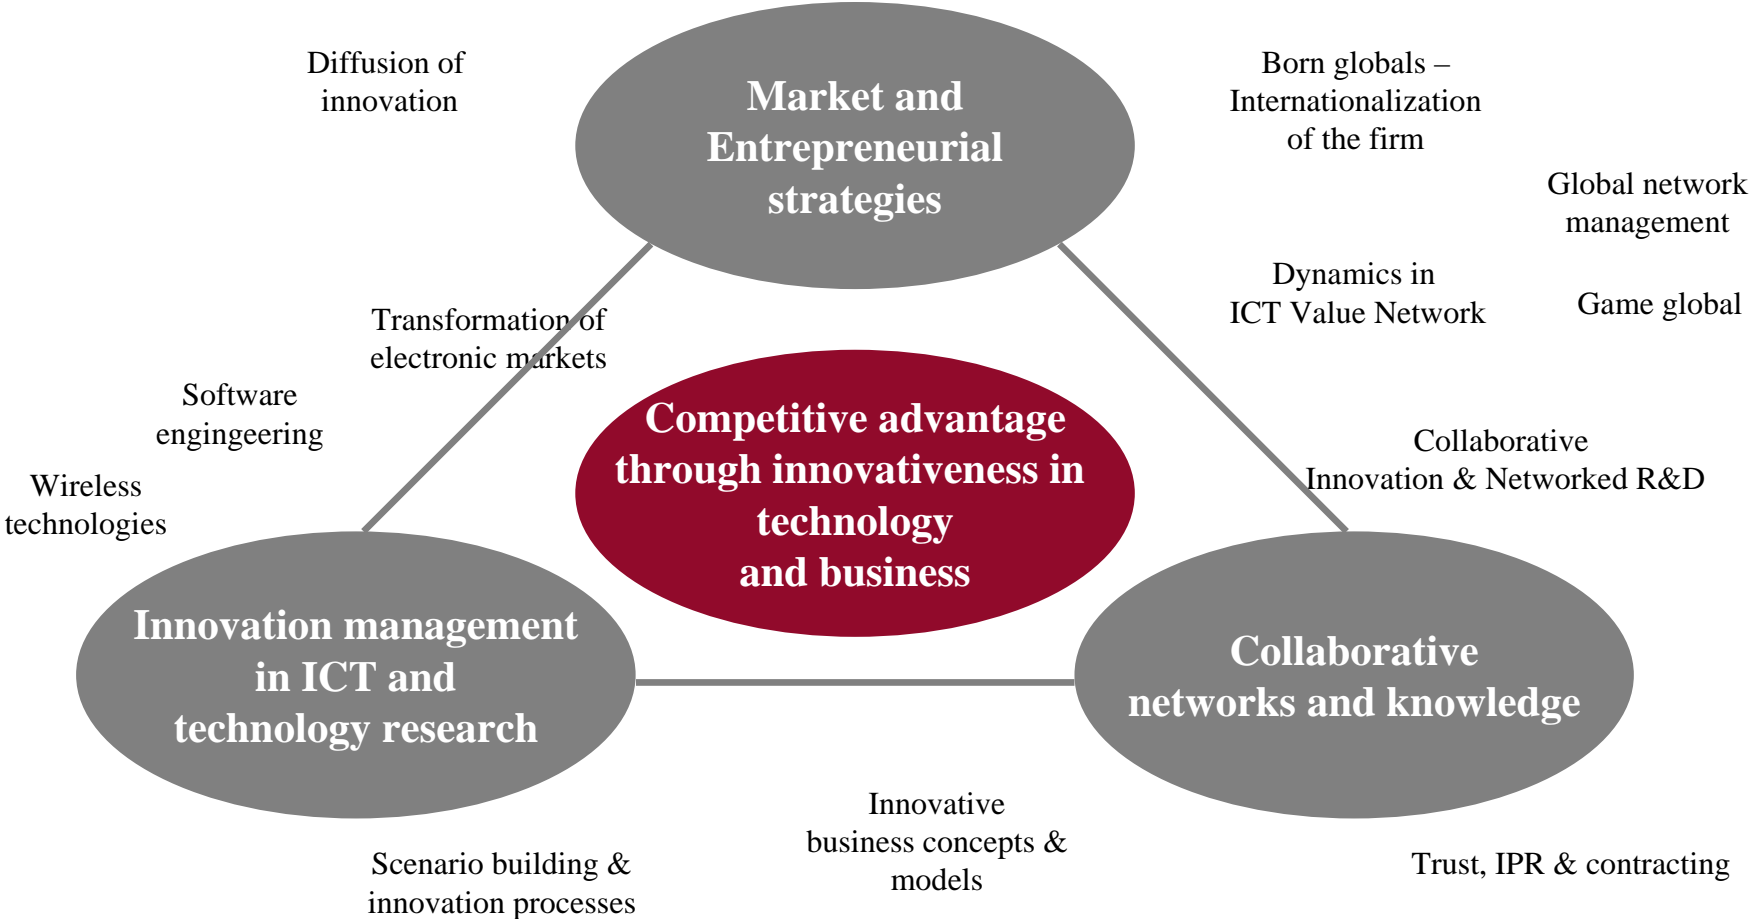 Diffusion of
innovation
Market and
Entrepreneurial
strategies
Born globals –
Internationalization
of the firm
Global network
management
Dynamics in
ICT Value Network
Game global
Transformation of
electronic markets
Software
engingeering
Wireless
technologies
Competitive advantage
through innovativeness in
technology
and business
Collaborative
Innovation & Networked R&D
Innovation management
in ICT and
technology research
Collaborative
networks and knowledge
Scenario building &
innovation processes
Innovative
business concepts &
models
Trust, IPR & contracting